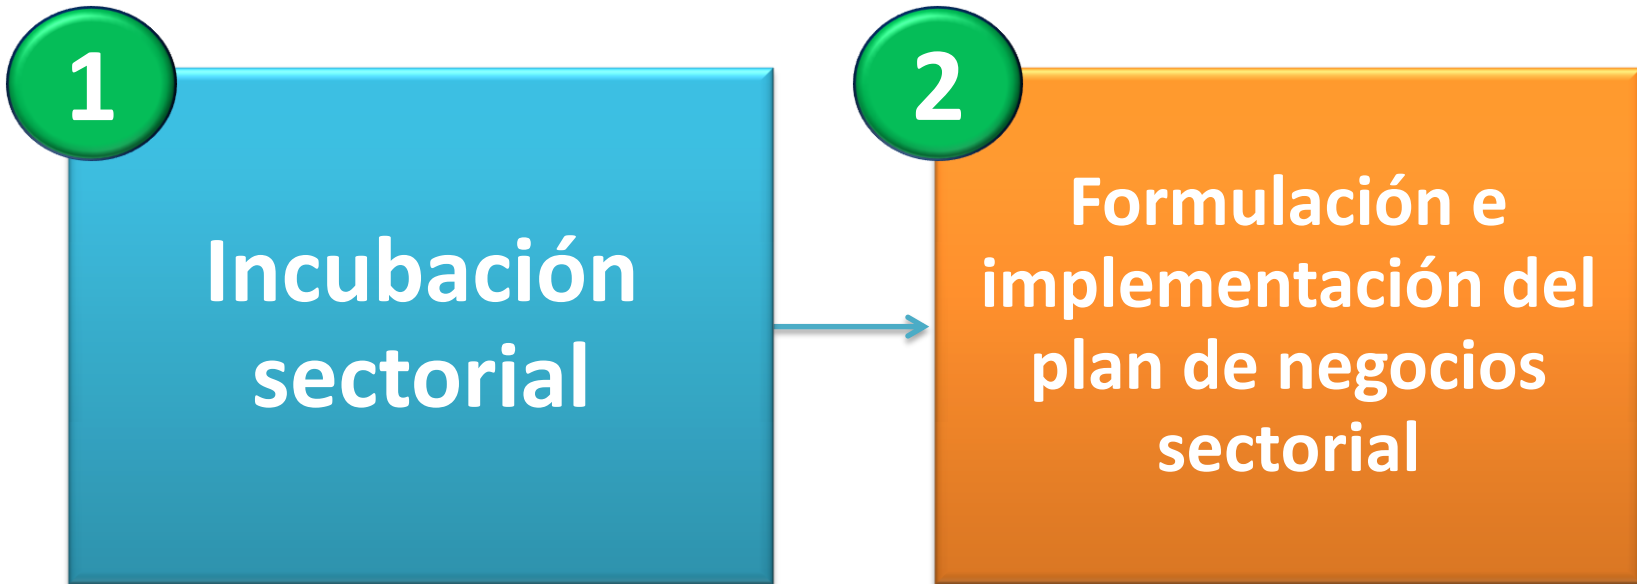 1
Incubación
sectorial
2
Formulación e
implementación del
plan de negocios
sectorial